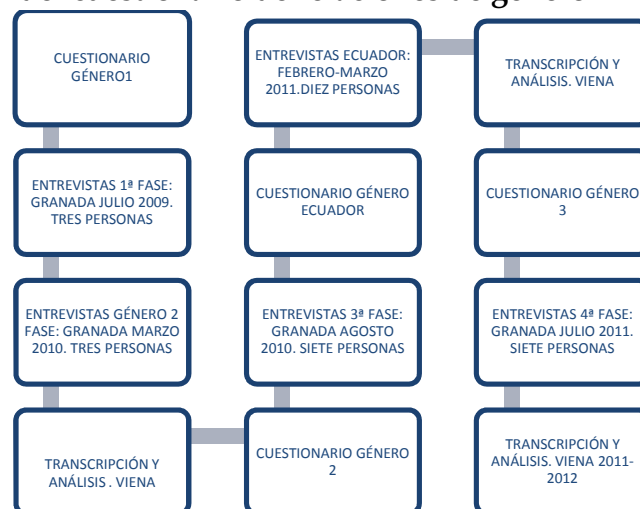 CUESTIONARIO
GÉNERO1
ENTREVISTAS 1ª FASE:
GRANADA JULIO 2009.
TRES PERSONAS
ENTREVISTAS GÉNERO 2
FASE: GRANADA MARZO
2010. TRES PERSONAS
TRANSCRIPCIÓN Y
ANÁLISIS . VIENA
CUESTIONARIO GÉNERO
2
ENTREVISTAS 3ª FASE:
GRANADA AGOSTO
2010. SIETE PERSONAS
CUESTIONARIO GÉNERO
ECUADOR
ENTREVISTAS ECUADOR:
FEBRERO-MARZO
2011.DIEZ PERSONAS
TRANSCRIPCIÓN Y
ANÁLISIS. VIENA
CUESTIONARIO GÉNERO
3
ENTREVISTAS 4ª FASE:
GRANADA JULIO 2011.
SIETE PERSONAS
TRANSCRIPCIÓN Y
ANÁLISIS. VIENA 2011-
2012